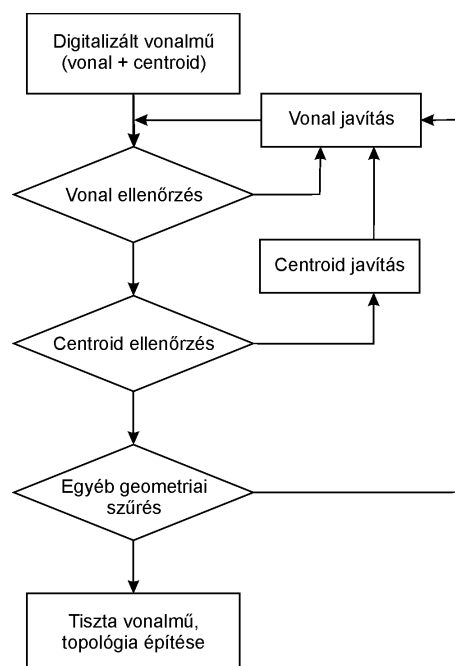 Digitalizált vonalmű
(vonal + centroid)
Vonal javítás
Vonal ellenőrzés
Centroid javítás
Centroid ellenőrzés
Egyéb geometriai
szűrés
Tiszta vonalmű,
topológia építése